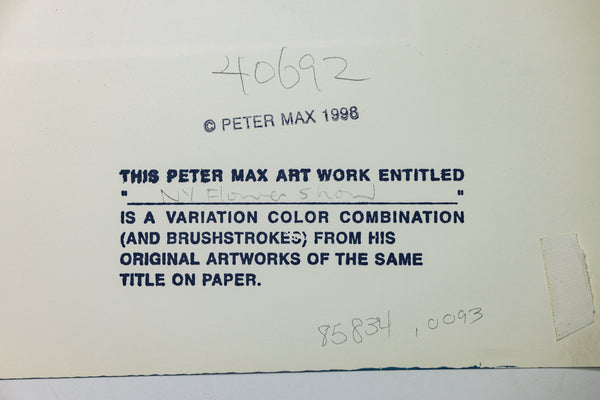 40692
© PETER MAX 1998
THIS PETER MAX ART WORK ENTITLED
"NY Flower Show"
IS A VARIATION COLOR COMBINATION
(AND BRUSHSTROKES) FROM HIS
ORIGINAL ARTWORKS OF THE SAME
TITLE ON PAPER.
85834 .0093